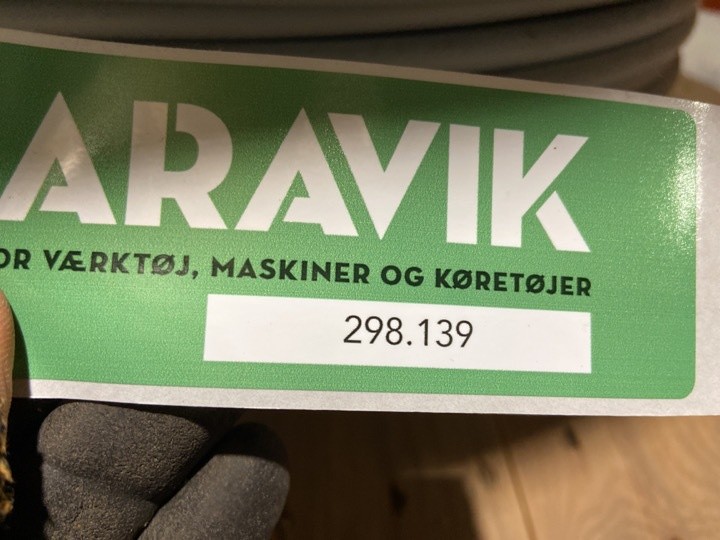 ARAVIK
OR VÆRKTØJ, MASKINER OG KØRETØJER
298.139